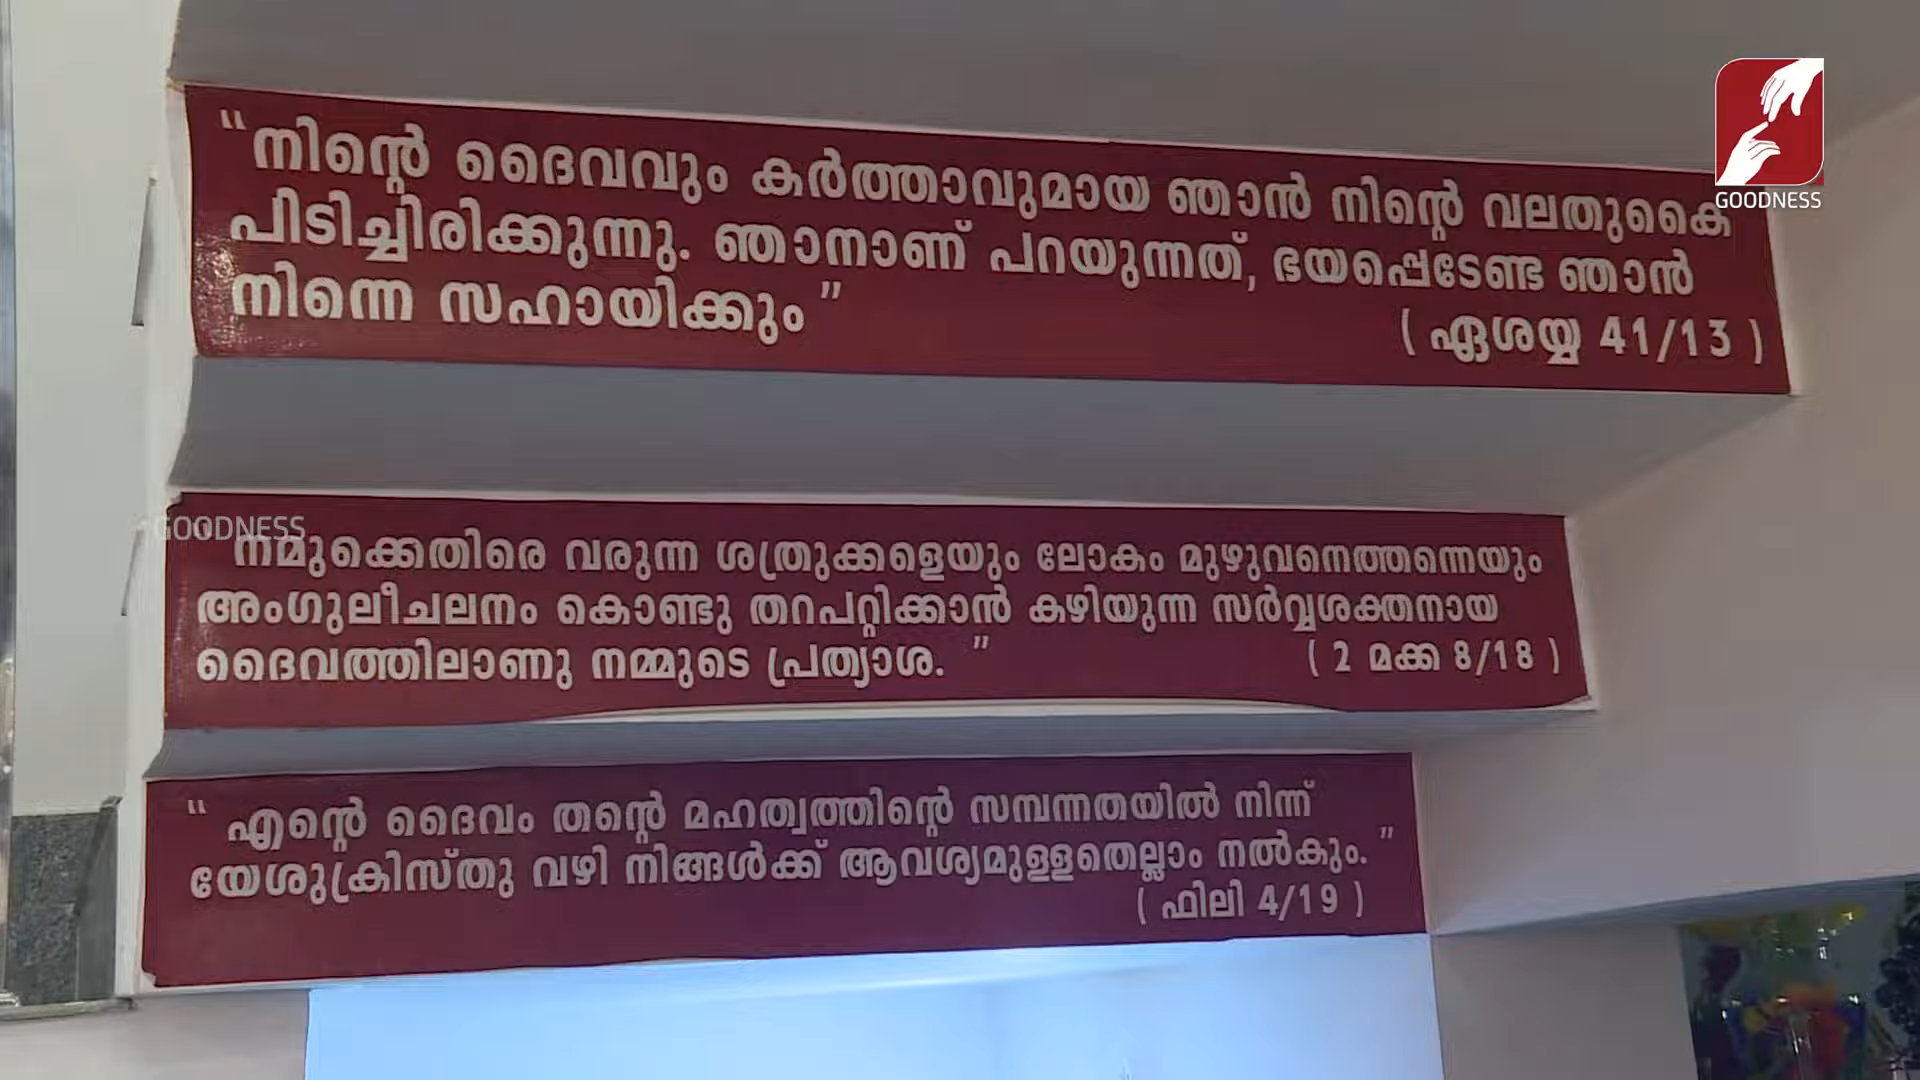 “നിന്റെ ദൈവവും കർത്താവുമായ ഞാൻ നിന്റെ വലതുകൈ
പിടിച്ചിരിക്കുന്നു. ഞാനാണ് പറയുന്നത്, ഭയപ്പെടേണ്ട ഞാൻ
നിന്നെ സഹായിക്കും”
( ഏശയ്യ 41/13 )
GOODNESS
GOODNESS
“ നമുക്കെതിരെ വരുന്ന ശത്രുക്കളെയും ലോകം മുഴുവനെത്തന്നെയും
അംഗുലീചലനം കൊണ്ടു തറപറ്റിക്കാൻ കഴിയുന്ന സർവ്വശക്തനായ
ദൈവത്തിലാണു നമ്മുടെ പ്രത്യാശ. ”
( 2 മക്ക 8/18 )
“ എന്റെ ദൈവം തന്റെ മഹത്വത്തിന്റെ സമ്പന്നതയിൽ നിന്ന്
യേശുക്രിസ്തു വഴി നിങ്ങൾക്ക് ആവശ്യമുള്ളതെല്ലാം നൽകും. ”
( ഫിലി 4/19 )